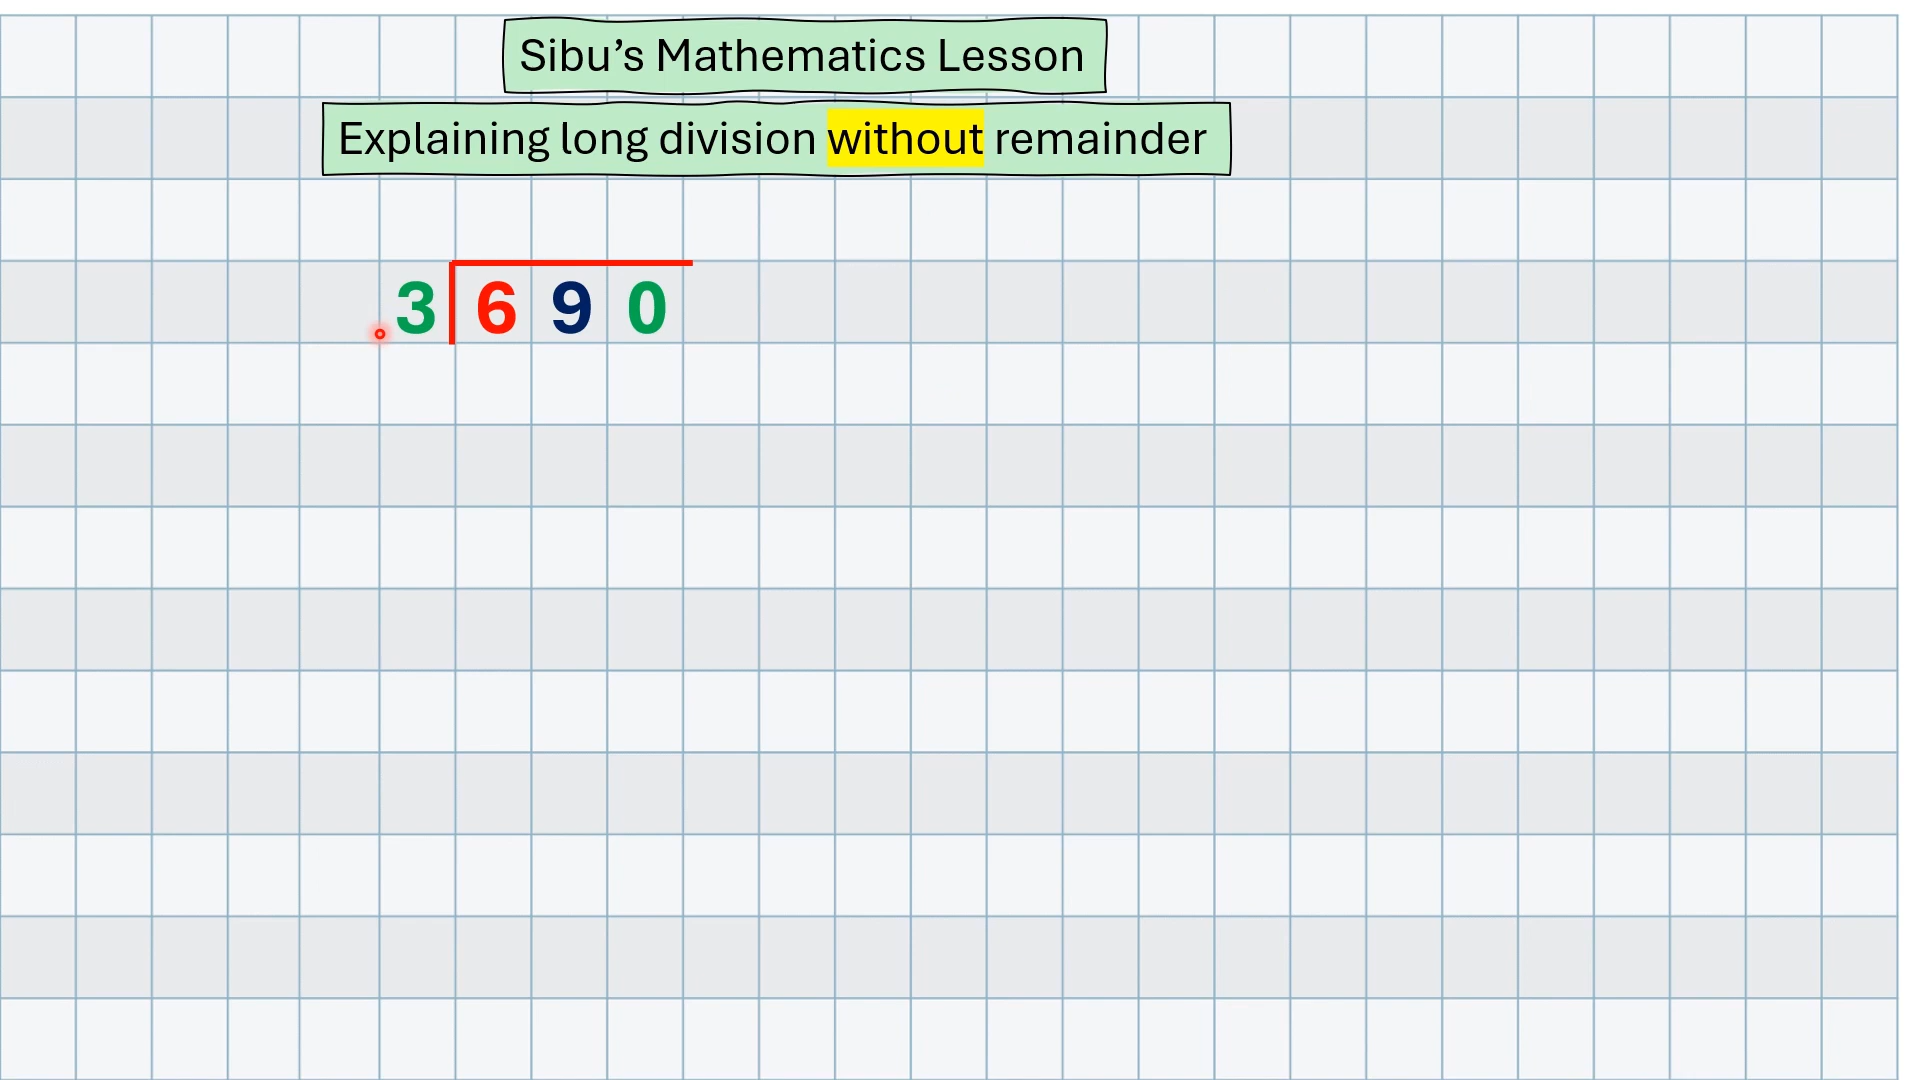 Sibu’s Mathematics Lesson
Explaining long division without remainder
3 6 9 0